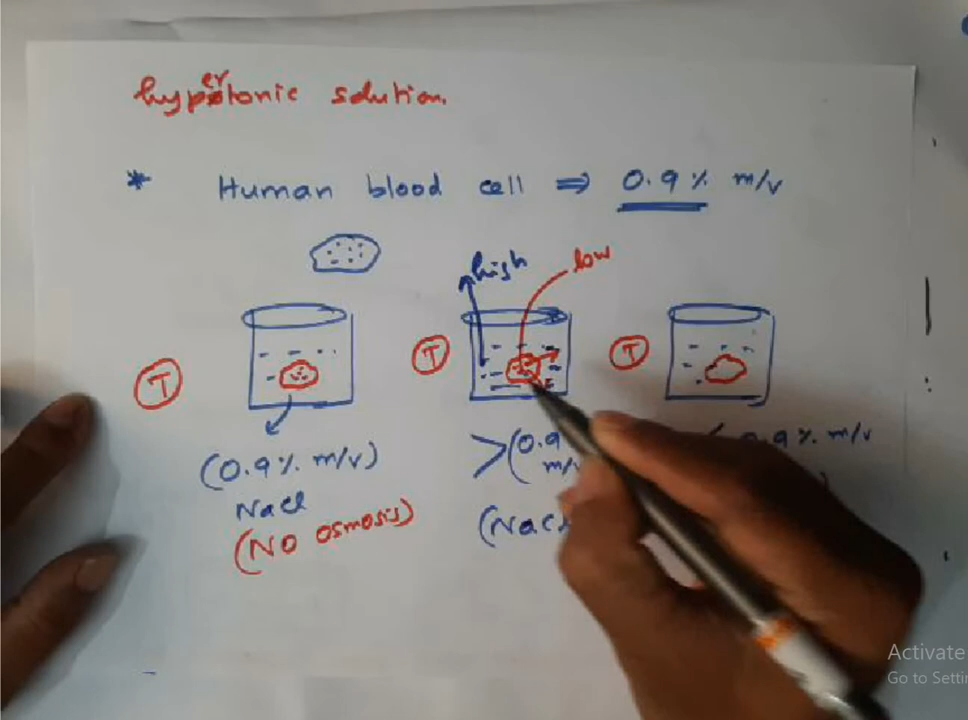 hypertonic solution.
* Human blood cell ⇒ 0.9% m/v
high low
T T T
(0.9% m/v) >(0.9 0.9% m/v
m/v
NaCl (NaCl
(NO osmosis)
Activate
Go to Settin